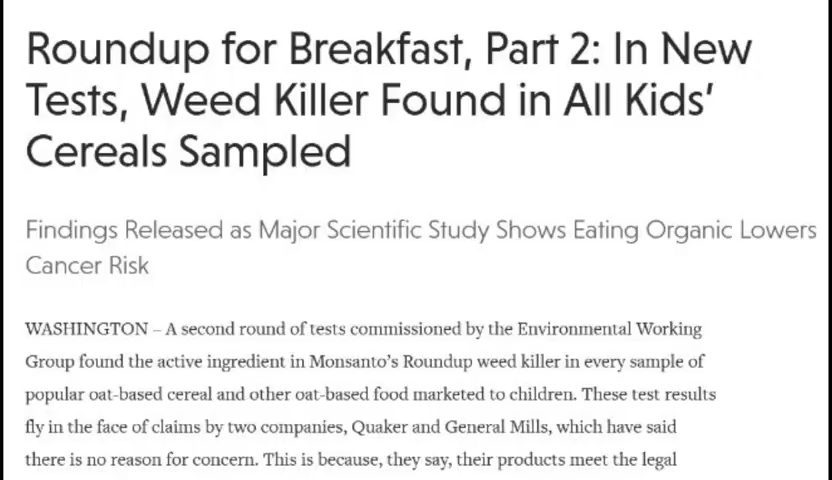 Roundup for Breakfast, Part 2: In New
Tests, Weed Killer Found in All Kids’
Cereals Sampled
Findings Released as Major Scientific Study Shows Eating Organic Lowers
Cancer Risk
WASHINGTON – A second round of tests commissioned by the Environmental Working
Group found the active ingredient in Monsanto’s Roundup weed killer in every sample of
popular oat-based cereal and other oat-based food marketed to children. These test results
fly in the face of claims by two companies, Quaker and General Mills, which have said
there is no reason for concern. This is because, they say, their products meet the legal